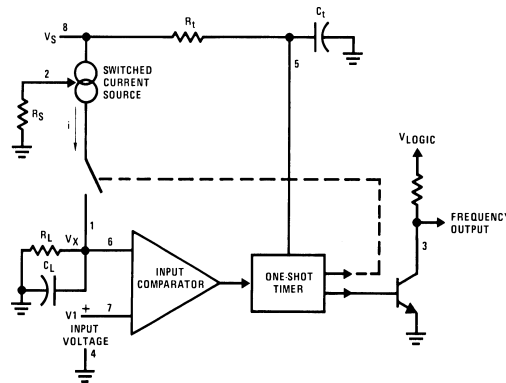 VS
8
Rt
Ct
5
2
SWITCHED
CURRENT
SOURCE
RS
i
VLOGIC
1
RL
VX
6
CL
INPUT
COMPARATOR
ONE-SHOT
TIMER
FREQUENCY
OUTPUT
3
V1
+
7
INPUT
VOLTAGE
4